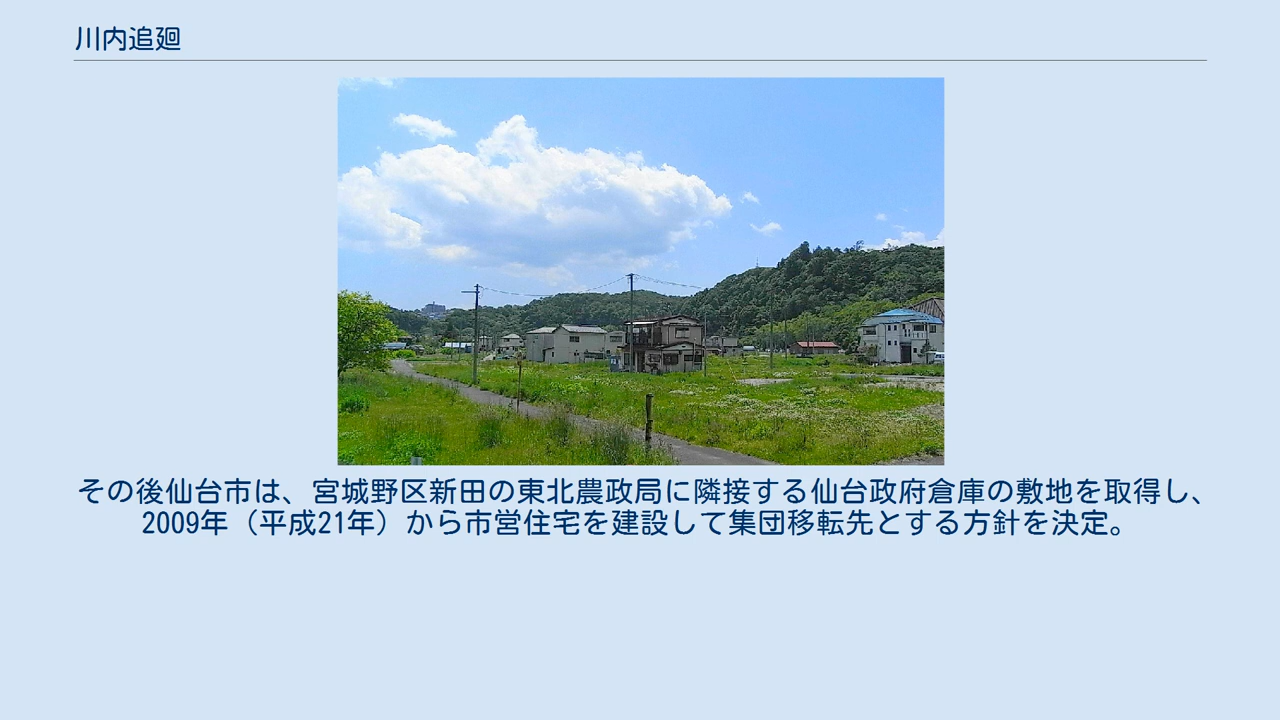 川内追廻
その後仙台市は、宮城野区新田の東北農政局に隣接する仙台政府倉庫の敷地を取得し、
2009年（平成21年）から市営住宅を建設して集団移転先とする方針を決定。